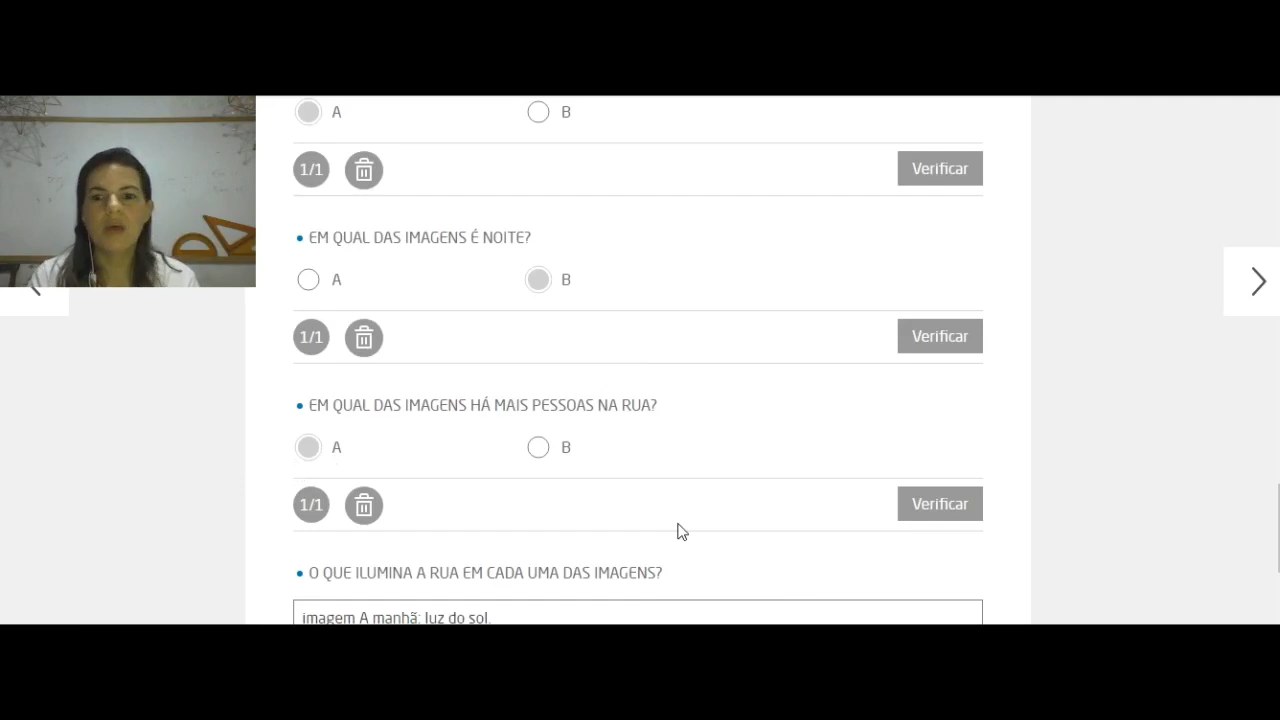 A B
1/1 Verificar
• EM QUAL DAS IMAGENS É NOITE?
A B
1/1 Verificar
• EM QUAL DAS IMAGENS HÁ MAIS PESSOAS NA RUA?
A B
1/1 Verificar
• O QUE ILUMINA A RUA EM CADA UMA DAS IMAGENS?
imagem A manhã: luz do sol.